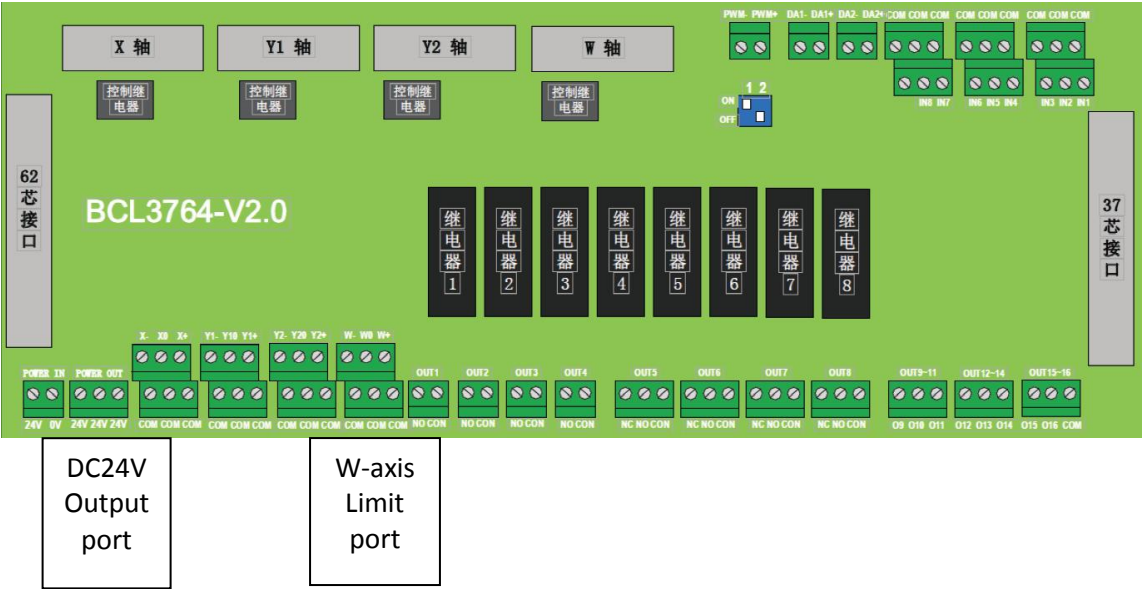 PWM- PWM+ DA1- DA1+ DA2- DA2+ COM COM COM COM COM COM COM COM COM
X 轴
Y1 轴
Y2 轴
W 轴
控制继
电器
控制继
电器
控制继
电器
控制继
电器
1 2
ON
OFF
IN8 IN7
IN6 IN5 IN4
IN3 IN2 IN1
62
芯
接
口
BCL3764-V2.0
继
电
器
1
继
电
器
2
继
电
器
3
继
电
器
4
继
电
器
5
继
电
器
6
继
电
器
7
继
电
器
8
37
芯
接
口
X- X0 X+
Y1- Y10 Y1+
Y2- Y20 Y2+
W- W0 W+
POWER IN
POWER OUT
OUT1
OUT2
OUT3
OUT4
OUT5
OUT6
OUT7
OUT8
OUT9-11
OUT12-14
OUT15-16
24V 0V
24V 24V 24V
COM COM COM
COM COM COM
COM COM COM
COM COM COM
NO CON
NO CON
NO CON
NO CON
NC NO CON
NC NO CON
NC NO CON
NC NO CON
O9 O10 O11
O12 O13 O14
O15 O16 COM
DC24V
Output
port
W-axis
Limit
port